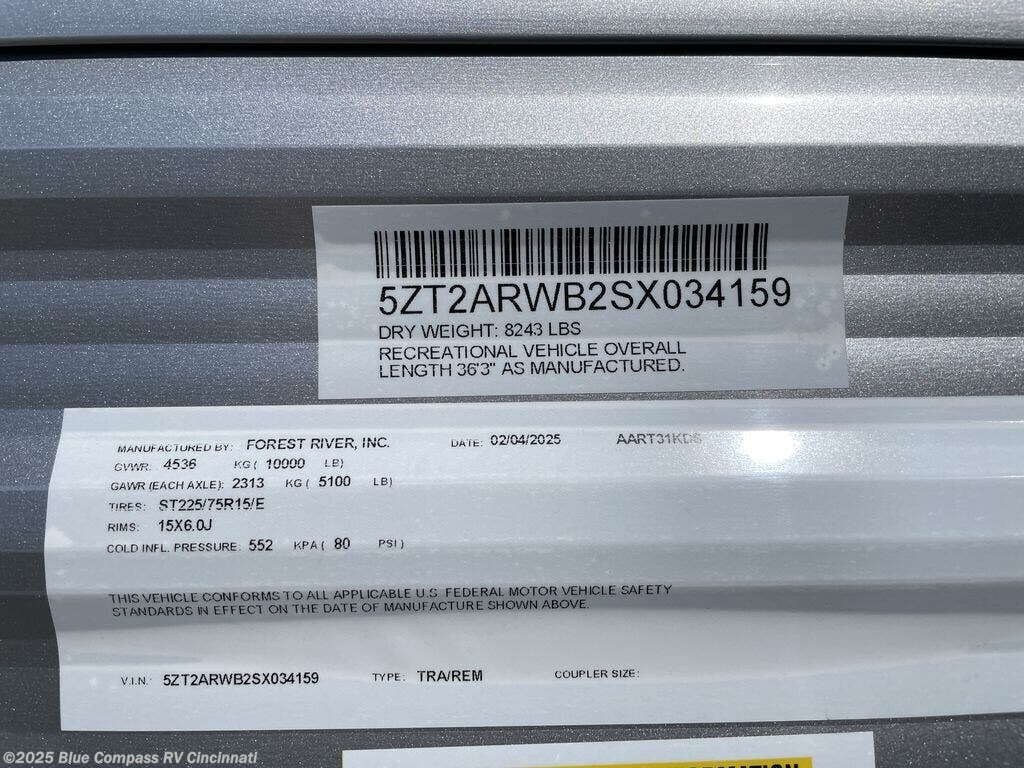 5ZT2ARWB2SX034159
DRY WEIGHT: 8243 LBS
RECREATIONAL VEHICLE OVERALL
LENGTH 36'3" AS MANUFACTURED.
MANUFACTURED BY: FOREST RIVER, INC. DATE: 02/04/2025 AART31KDS
GVWR: 4536 KG ( 10000 LB)
GAWR (EACH AXLE): 2313 KG ( 5100 LB)
TIRES: ST225/75R15/E
RIMS: 15X6.0J
COLD INFL. PRESSURE: 552 KPA ( 80 PSI )
THIS VEHICLE CONFORMS TO ALL APPLICABLE U.S. FEDERAL MOTOR VEHICLE SAFETY
STANDARDS IN EFFECT ON THE DATE OF MANUFACTURE SHOWN ABOVE.
V.I.N.: 5ZT2ARWB2SX034159 TYPE: TRA/REM COUPLER SIZE:
©2025 Blue Compass RV Cincinnati